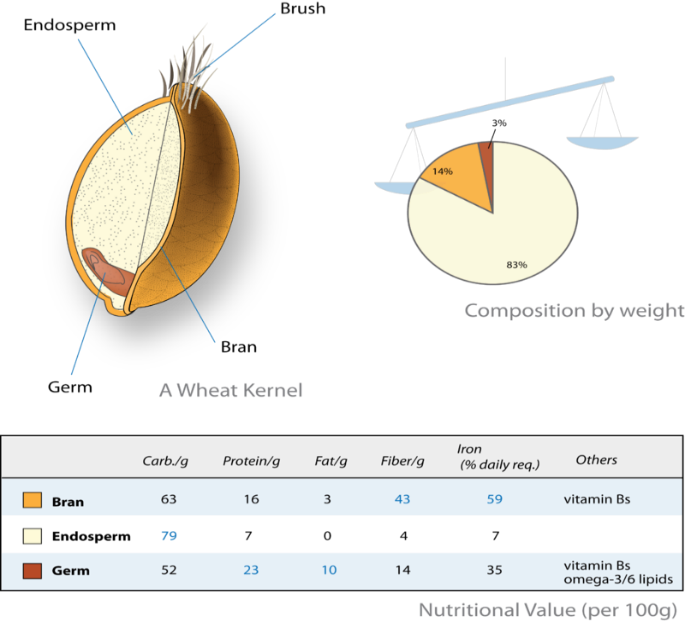 Brush
Endosperm
3%
14%
83%
Composition by weight
Bran
Germ
A Wheat Kernel
Carb./g Protein/g Fat/g Fiber/g Iron (% daily req.) Others
Bran 63 16 3 43 59 vitamin Bs
Endosperm 79 7 0 4 7
Germ 52 23 10 14 35 vitamin Bs
omega-3/6 lipids
Nutritional Value (per 100g)